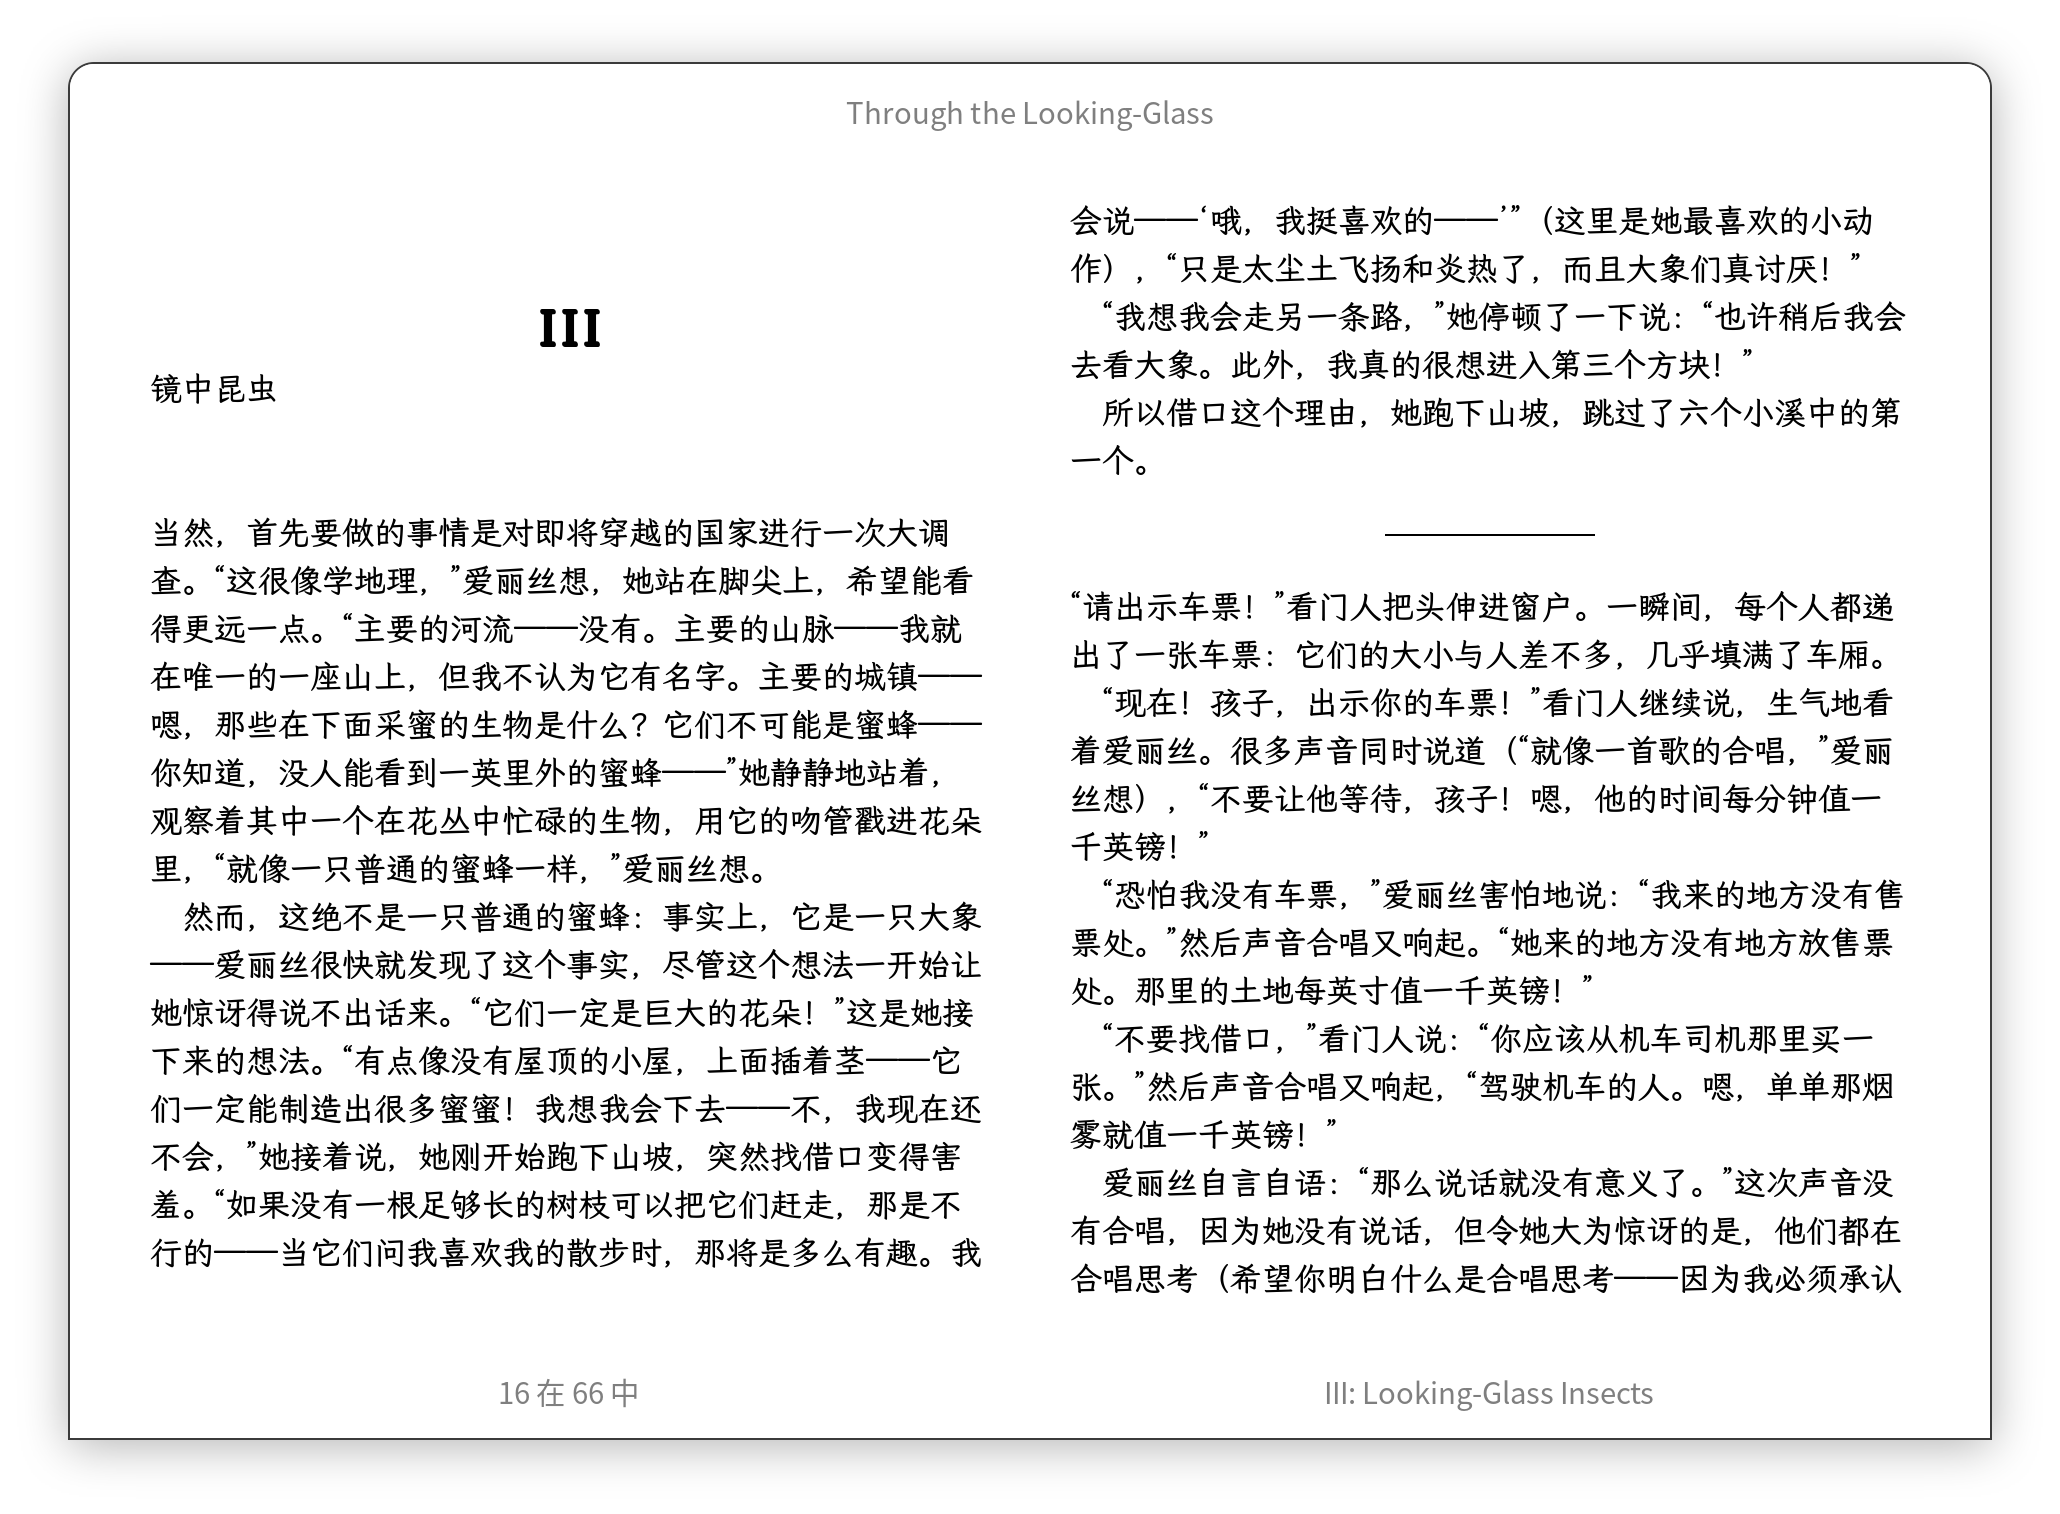 Through the Looking-Glass
III
镜中昆虫
当然，首先要做的事情是对即将穿越的国家进行一次大调
查。“这很像学地理，”爱丽丝想，她站在脚尖上，希望能看
得更远一点。“主要的河流——没有。主要的山脉——我就
在唯一的一座山上，但我不认为它有名字。主要的城镇——
嗯，那些在下面采蜜的生物是什么？它们不可能是蜜蜂——
你知道，没人能看到一英里外的蜜蜂——”她静静地站着，
观察着其中一个在花丛中忙碌的生物，用它的吻管戳进花朵
里，“就像一只普通的蜜蜂一样，”爱丽丝想。
然而，这绝不是一只普通的蜜蜂：事实上，它是一只大象
——爱丽丝很快就发现了这个事实，尽管这个想法一开始让
她惊讶得说不出话来。“它们一定是巨大的花朵！”这是她接
下来的想法。“有点像没有屋顶的小屋，上面插着茎——它
们一定能制造出很多蜜蜜！我想我会下去——不，我现在还
不会，”她接着说，她刚开始跑下山坡，突然找借口变得害
羞。“如果没有一根足够长的树枝可以把它们赶走，那是不
行的——当它们问我喜欢我的散步时，那将是多么有趣。我
会说——‘哦，我挺喜欢的——’”（这里是她最喜欢的小动
作），“只是太尘土飞扬和炎热了，而且大象们真讨厌！”
“我想我会走另一条路，”她停顿了一下说：“也许稍后我会
去看大象。此外，我真的很想进入第三个方块！”
所以借口这个理由，她跑下山坡，跳过了六个小溪中的第
一个。
“请出示车票！”看门人把头伸进窗户。一瞬间，每个人都递
出了一张车票：它们的大小与人差不多，几乎填满了车厢。
“现在！孩子，出示你的车票！”看门人继续说，生气地看
着爱丽丝。很多声音同时说道（“就像一首歌的合唱，”爱丽
丝想），“不要让他等待，孩子！嗯，他的时间每分钟值一
千英镑！”
“恐怕我没有车票，”爱丽丝害怕地说：“我来的地方没有售
票处。”然后声音合唱又响起。“她来的地方没有地方放售票
处。那里的土地每英寸值一千英镑！”
“不要找借口，”看门人说：“你应该从机车司机那里买一
张。”然后声音合唱又响起，“驾驶机车的人。嗯，单单那烟
雾就值一千英镑！”
爱丽丝自言自语：“那么说话就没有意义了。”这次声音没
有合唱，因为她没有说话，但令她大为惊讶的是，他们都在
合唱思考（希望你明白什么是合唱思考——因为我必须承认
16 在 66 中
III: Looking-Glass Insects